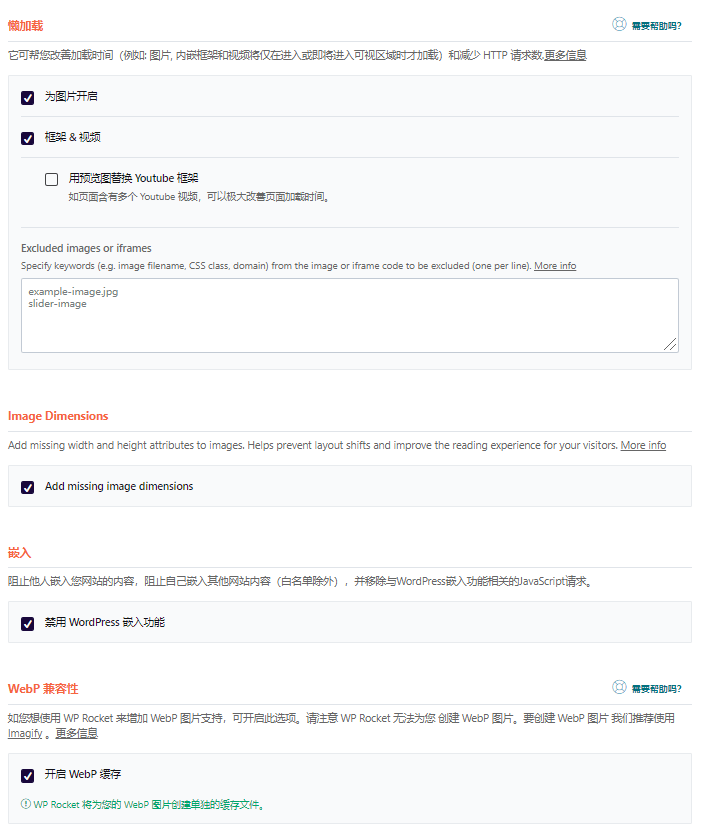 懒加载
需要帮助吗?
它可帮您改善加载时间（例如: 图片, 内嵌框架和视频将仅在进入或即将进入可视区域时才加载）和减少 HTTP 请求数.更多信息
为图片开启
框架 & 视频
用预览图替换 Youtube 框架
如页面含有多个 Youtube 视频，可以极大改善页面加载时间。
Excluded images or iframes
Specify keywords (e.g. image filename, CSS class, domain) from the image or iframe code to be excluded (one per line). More info
example-image.jpg
slider-image
Image Dimensions
Add missing width and height attributes to images. Helps prevent layout shifts and improve the reading experience for your visitors. More info
Add missing image dimensions
嵌入
阻止他人嵌入您网站的内容，阻止自己嵌入其他网站内容（白名单除外），并移除与WordPress嵌入功能相关的JavaScript请求。
禁用 WordPress 嵌入功能
WebP 兼容性
需要帮助吗?
如您想使用 WP Rocket 来增加 WebP 图片支持，可开启此选项。请注意 WP Rocket 无法为您 创建 WebP 图片。要创建 WebP 图片 我们推荐使用
Imagify 。更多信息
开启 WebP 缓存
WP Rocket 将为您的 WebP 图片创建单独的缓存文件。